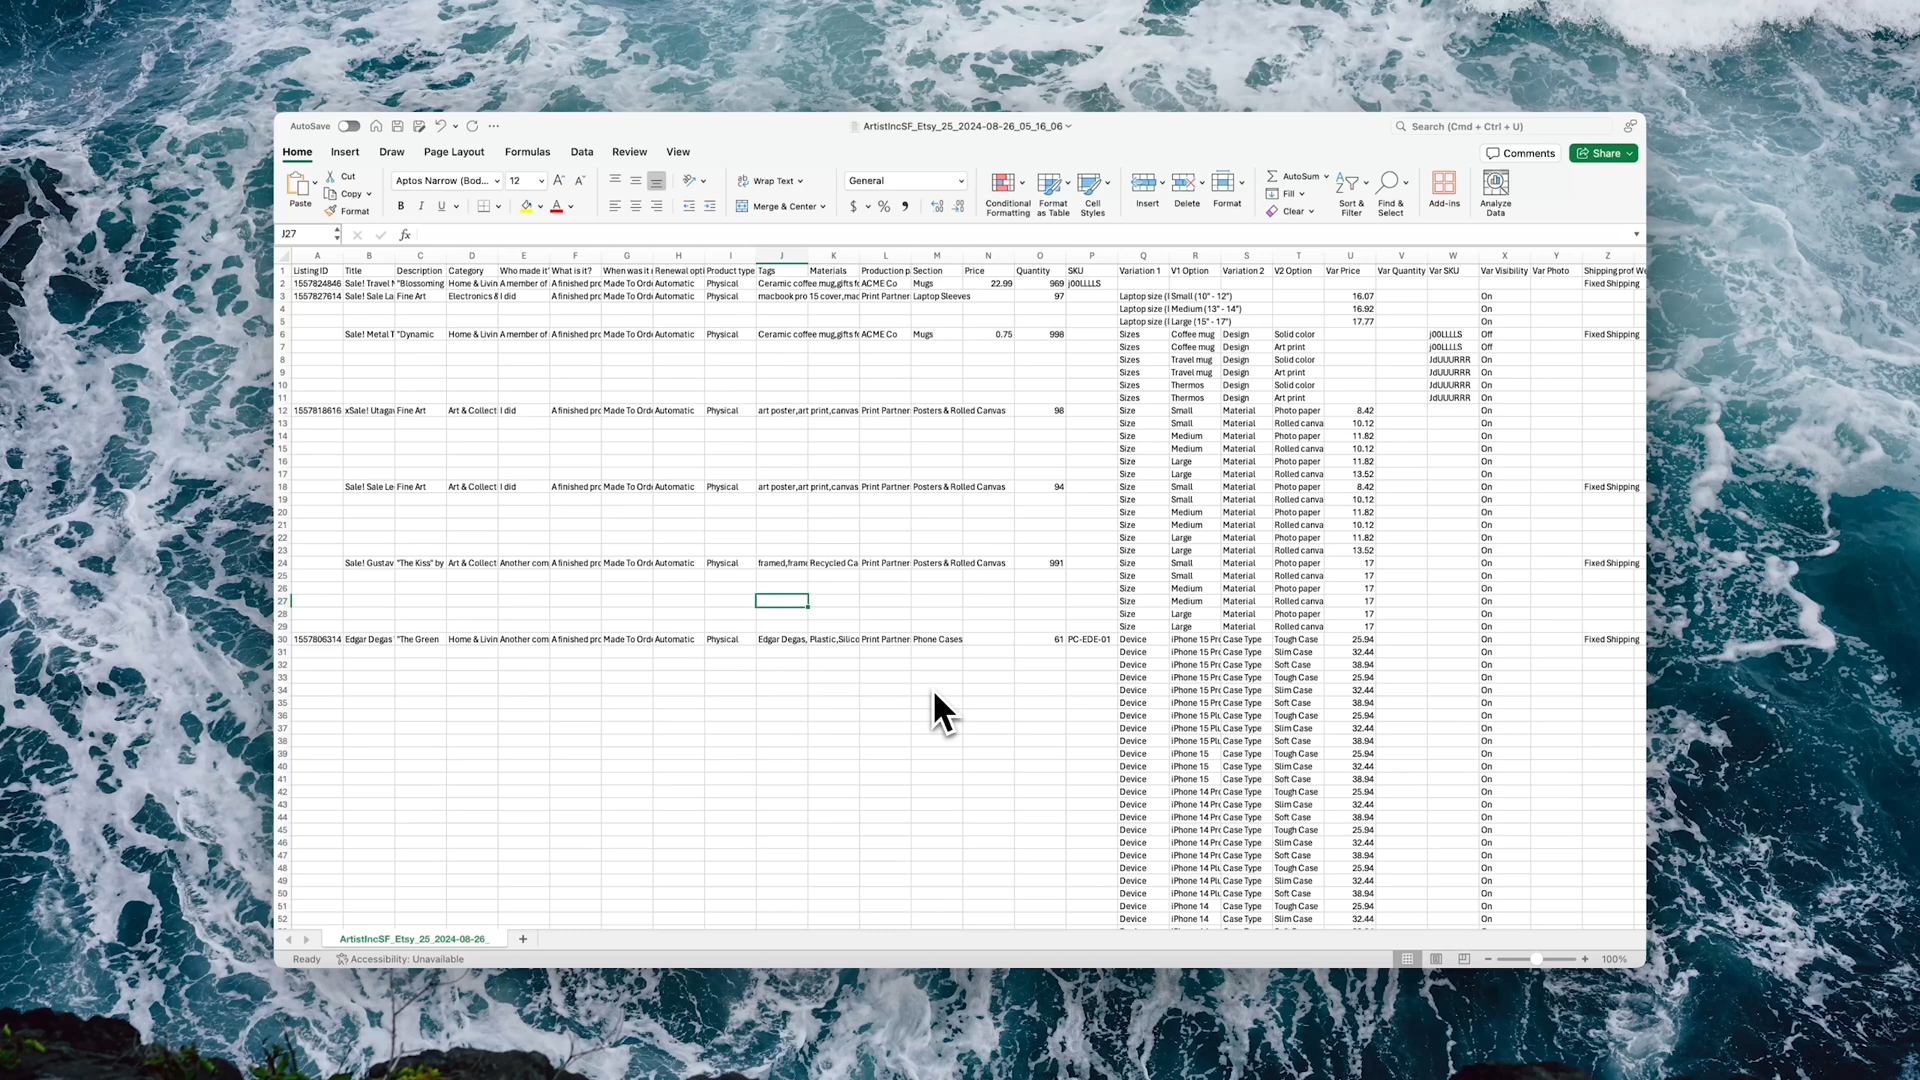 AutoSave
ArtistIncSF_Etsy_25_2024-08-26_05_16_06
Search (Cmd + Ctrl + U)
Home Insert Draw Page Layout Formulas Data Review View
Comments Share
Paste Cut Copy Format
Aptos Narrow (Bod... 12
B I U A
Wrap Text
Merge & Center
General
$ %
Conditional Formatting
Format as Table
Cell Styles
Insert Delete Format
AutoSum Fill Clear
Sort & Filter
Find & Select
Add-ins
Analyze Data
J27 fx
A B C D E F G H I J K L M N O P Q R S T U V W X Y Z
1 Listing ID Title Description Category Who made it' What is it? When was it Renewal opti Product type Tags Materials Production p Section Price Quantity SKU Variation 1 V1 Option Variation 2 V2 Option Var Price Var Quantity Var SKU Var Visibility Var Photo Shipping prof We
2 1557824846 Sale! Travel "Blossoming Home & Livin A member of A finished pro Made To Ord Automatic Physical Ceramic coffee mug,gifts fo ACME Co Mugs 22.99 969 j00LLLLS Fixed Shipping
3 1557827614 Sale! Sale La Fine Art Electronics & I did A finished pro Made To Ord Automatic Physical macbook pro 15 cover,mac Print Partner Laptop Sleeves 97 Laptop size ( Small (10" - 12") 16.07 On
4 Laptop size ( Medium (13" - 14") 16.92 On
5 Laptop size ( Large (15" - 17") 17.77 On
6 Sale! Metal T "Dynamic Home & Livin A member of A finished pro Made To Ord Automatic Physical Ceramic coffee mug,gifts fo ACME Co Mugs 0.75 998 Sizes Coffee mug Design Solid color j00LLLLS Off Fixed Shipping
7 Sizes Coffee mug Design Art print j00LLLLS Off
8 Sizes Travel mug Design Solid color JdUUURRR On
9 Sizes Travel mug Design Art print JdUUURRR On
10 Sizes Thermos Design Solid color JdUUURRR On
11 Sizes Thermos Design Art print JdUUURRR On
12 1557818616 xSale! Utaga Fine Art Art & Collect I did A finished pro Made To Ord Automatic Physical art poster,art print,canvas Print Partner Posters & Rolled Canvas 98 Size Small Material Photo paper 8.42 On
13 Size Small Material Rolled canva 10.12 On
14 Size Medium Material Photo paper 11.82 On
15 Size Medium Material Rolled canva 10.12 On
16 Size Large Material Photo paper 11.82 On
17 Size Large Material Rolled canva 13.52 On
18 Sale! Sale Le Fine Art Art & Collect I did A finished pro Made To Ord Automatic Physical art poster,art print,canvas Print Partner Posters & Rolled Canvas 94 Size Small Material Photo paper 8.42 On Fixed Shipping
19 Size Small Material Rolled canva 10.12 On
20 Size Medium Material Photo paper 11.82 On
21 Size Medium Material Rolled canva 10.12 On
22 Size Large Material Photo paper 11.82 On
23 Size Large Material Rolled canva 13.52 On
24 Sale! Gustav "The Kiss" by Art & Collect Another com A finished pro Made To Ord Automatic Physical framed,frame Recycled Ca Print Partner Posters & Rolled Canvas 991 Size Small Material Photo paper 17 On Fixed Shipping
25 Size Small Material Rolled canva 17 On
26 Size Medium Material Photo paper 17 On
27 Size Medium Material Rolled canva 17 On
28 Size Large Material Photo paper 17 On
29 Size Large Material Rolled canva 17 On
30 1557806314 Edgar Degas "The Green Home & Livin Another com A finished pro Made To Ord Automatic Physical Edgar Degas, Plastic,Silico Print Partner Phone Cases 61 PC-EDE-01 Device iPhone 15 Pro Case Type Tough Case 25.94 On Fixed Shipping
31 Device iPhone 15 Pro Case Type Slim Case 32.44 On
32 Device iPhone 15 Pro Case Type Soft Case 38.94 On
33 Device iPhone 15 Pro Case Type Tough Case 25.94 On
34 Device iPhone 15 Pro Case Type Slim Case 32.44 On
35 Device iPhone 15 Pro Case Type Soft Case 38.94 On
36 Device iPhone 15 Plu Case Type Tough Case 25.94 On
37 Device iPhone 15 Plu Case Type Slim Case 32.44 On
38 Device iPhone 15 Plu Case Type Soft Case 38.94 On
39 Device iPhone 15 Case Type Tough Case 25.94 On
40 Device iPhone 15 Case Type Slim Case 32.44 On
41 Device iPhone 15 Case Type Soft Case 38.94 On
42 Device iPhone 14 Pro Case Type Tough Case 25.94 On
43 Device iPhone 14 Pro Case Type Slim Case 32.44 On
44 Device iPhone 14 Pro Case Type Soft Case 38.94 On
45 Device iPhone 14 Pro Case Type Tough Case 25.94 On
46 Device iPhone 14 Pro Case Type Slim Case 32.44 On
47 Device iPhone 14 Pro Case Type Soft Case 38.94 On
48 Device iPhone 14 Plu Case Type Tough Case 25.94 On
49 Device iPhone 14 Plu Case Type Slim Case 32.44 On
50 Device iPhone 14 Plu Case Type Soft Case 38.94 On
51 Device iPhone 14 Case Type Tough Case 25.94 On
52 Device iPhone 14 Case Type Slim Case 32.44 On
ArtistIncSF_Etsy_25_2024-08-26_
Ready Accessibility: Unavailable 100%